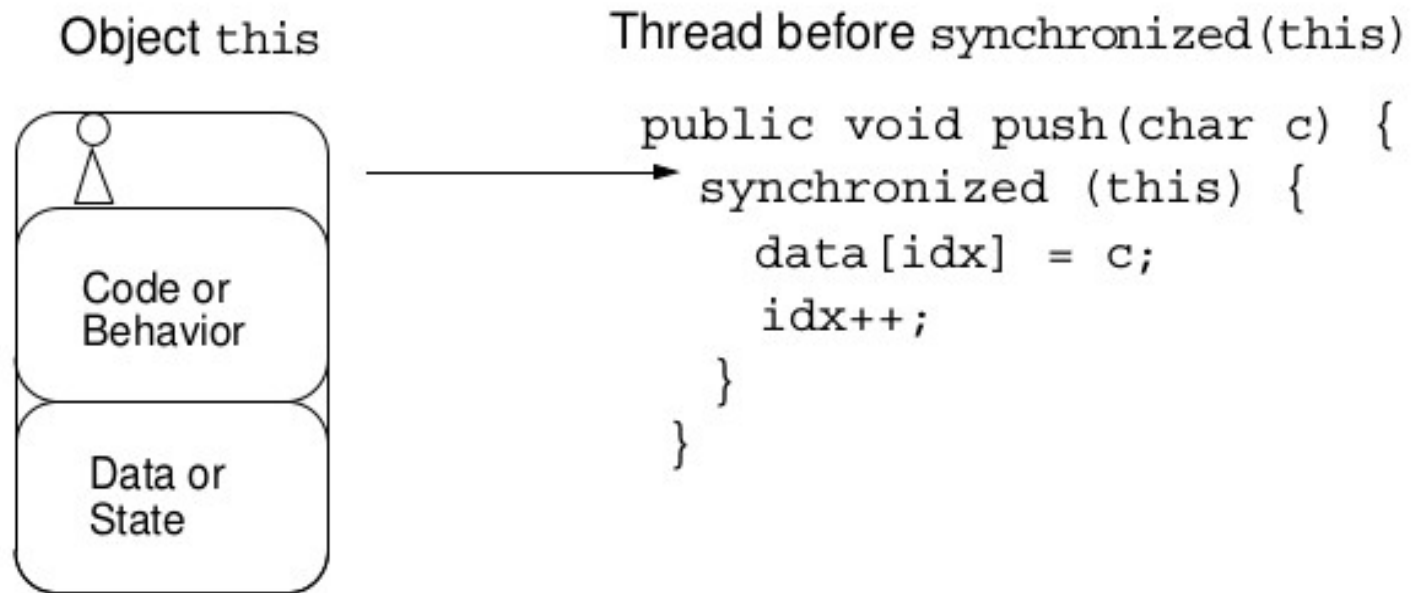 Object this
Thread before synchronized(this)
public void push(char c) {
synchronized (this) {
data[idx] = c;
idx++;
}
}
Code or
Behavior
Data or
State